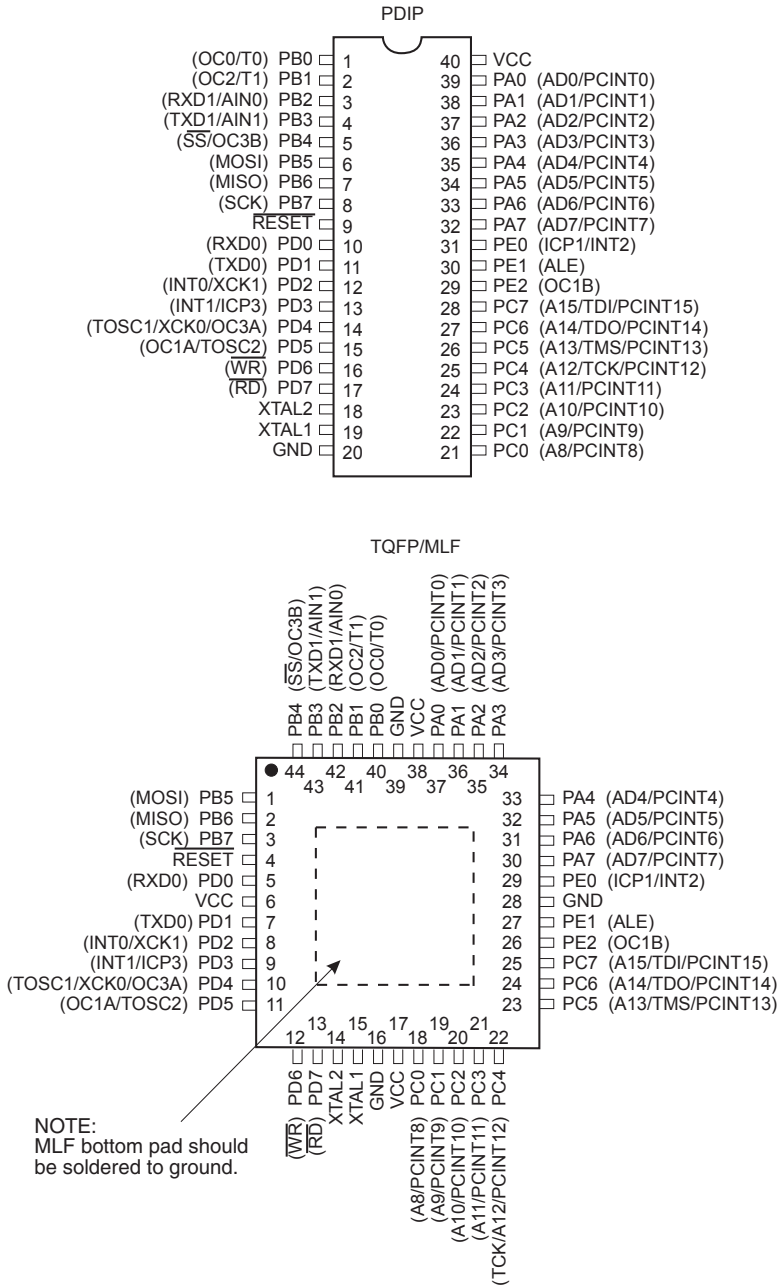 PDIP
(OC0/T0) PB0 1 40 VCC
(OC2/T1) PB1 2 39 PA0 (AD0/PCINT0)
(RXD1/AIN0) PB2 3 38 PA1 (AD1/PCINT1)
(TXD1/AIN1) PB3 4 37 PA2 (AD2/PCINT2)
(SS/OC3B) PB4 5 36 PA3 (AD3/PCINT3)
(MOSI) PB5 6 35 PA4 (AD4/PCINT4)
(MISO) PB6 7 34 PA5 (AD5/PCINT5)
(SCK) PB7 8 33 PA6 (AD6/PCINT6)
RESET 9 32 PA7 (AD7/PCINT7)
(RXD0) PD0 10 31 PE0 (ICP1/INT2)
(TXD0) PD1 11 30 PE1 (ALE)
(INT0/XCK1) PD2 12 29 PE2 (OC1B)
(INT1/ICP3) PD3 13 28 PC7 (A15/TDI/PCINT15)
(TOSC1/XCK0/OC3A) PD4 14 27 PC6 (A14/TDO/PCINT14)
(OC1A/TOSC2) PD5 15 26 PC5 (A13/TMS/PCINT13)
(WR) PD6 16 25 PC4 (A12/TCK/PCINT12)
(RD) PD7 17 24 PC3 (A11/PCINT11)
XTAL2 18 23 PC2 (A10/PCINT10)
XTAL1 19 22 PC1 (A9/PCINT9)
GND 20 21 PC0 (A8/PCINT8)
TQFP/MLF
PB4 (SS/OC3B)
PB3 (TXD1/AIN1)
PB2 (RXD1/AIN0)
PB1 (OC2/T1)
PB0 (OC0/T0)
GND
VCC
PA0 (AD0/PCINT0)
PA1 (AD1/PCINT1)
PA2 (AD2/PCINT2)
PA3 (AD3/PCINT3)
44 42 40 38 36 34
43 41 39 37 35
(MOSI) PB5 1 33 PA4 (AD4/PCINT4)
(MISO) PB6 2 32 PA5 (AD5/PCINT5)
(SCK) PB7 3 31 PA6 (AD6/PCINT6)
RESET 4 30 PA7 (AD7/PCINT7)
(RXD0) PD0 5 29 PE0 (ICP1/INT2)
VCC 6 28 GND
(TXD0) PD1 7 27 PE1 (ALE)
(INT0/XCK1) PD2 8 26 PE2 (OC1B)
(INT1/ICP3) PD3 9 25 PC7 (A15/TDI/PCINT15)
(TOSC1/XCK0/OC3A) PD4 10 24 PC6 (A14/TDO/PCINT14)
(OC1A/TOSC2) PD5 11 23 PC5 (A13/TMS/PCINT13)
13 15 17 19 21
12 14 16 18 20 22
(WR) PD6
(RD) PD7
XTAL2
XTAL1
GND
VCC
(A8/PCINT8) PC0
(A9/PCINT9) PC1
(A10/PCINT10) PC2
(A11/PCINT11) PC3
(TCK/A12/PCINT12) PC4
NOTE:
MLF bottom pad should
be soldered to ground.